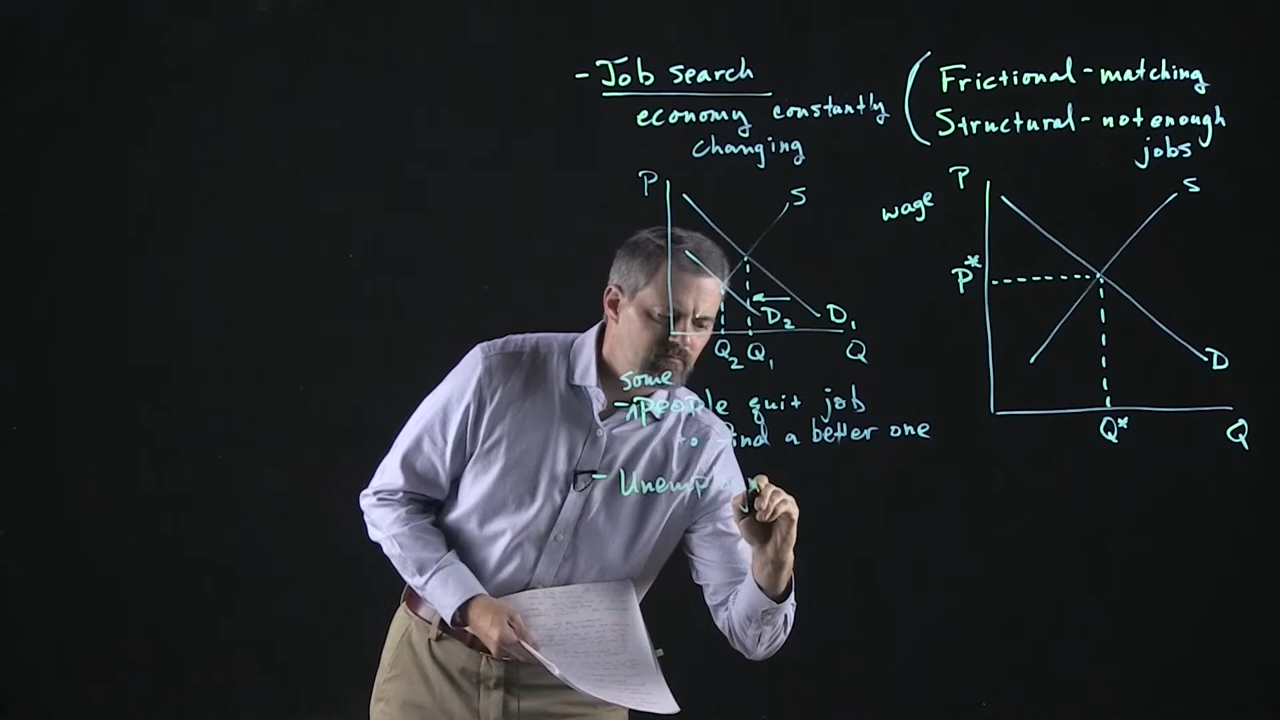 - Job search
economy constantly
changing
Frictional - matching
Structural - not enough
jobs
P
S
D2
D1
Q2
Q1
Q
some
- people quit job
to find a better one
- Unemploy
wage
P
S
P*
D
Q*
Q